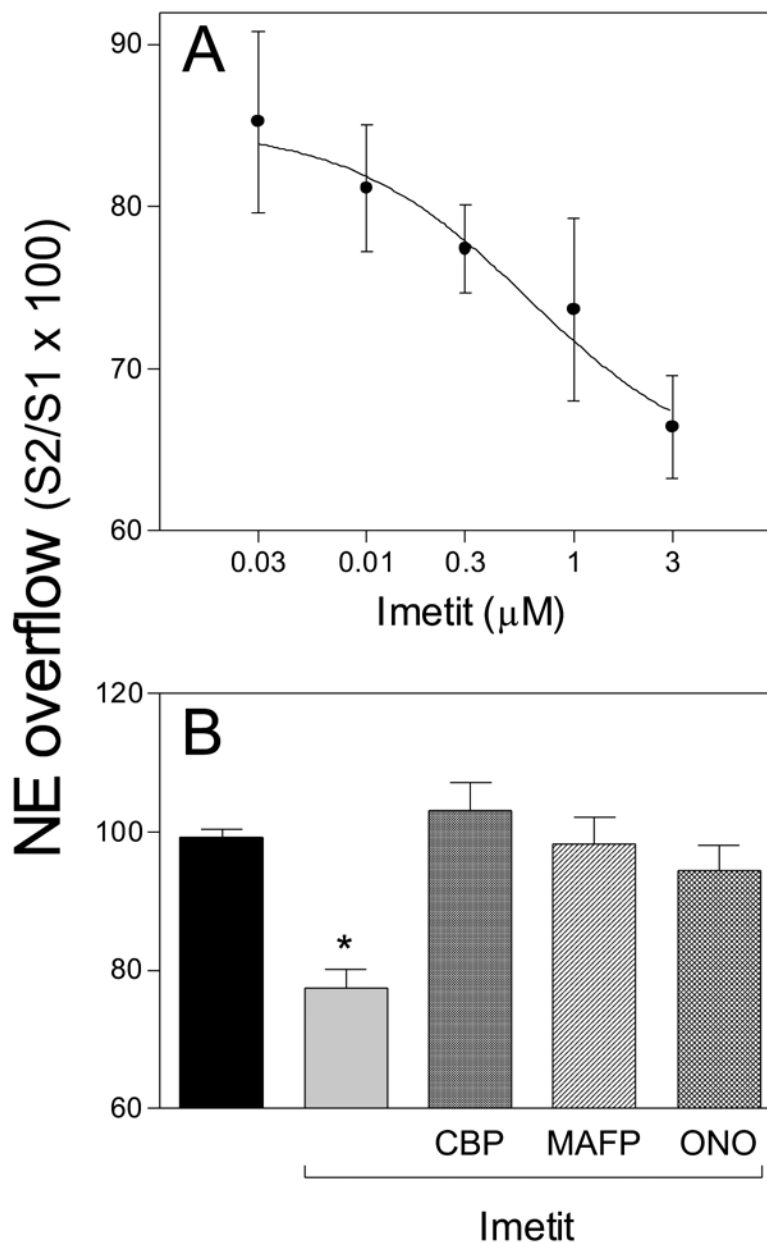 NE overflow (S2/S1 x 100)
A
90
80
70
60
0.03 0.01 0.3 1 3
Imetit (μM)
B
120
100
80
60
*
CBP MAFP ONO
Imetit